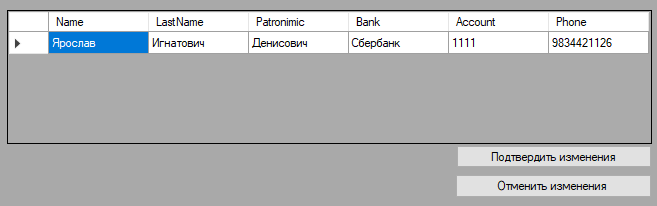 Name LastName Patronimic Bank Account Phone
Ярослав Игнатович Денисович Сбербанк 1111 9834421126
Подтвердить изменения
Отменить изменения